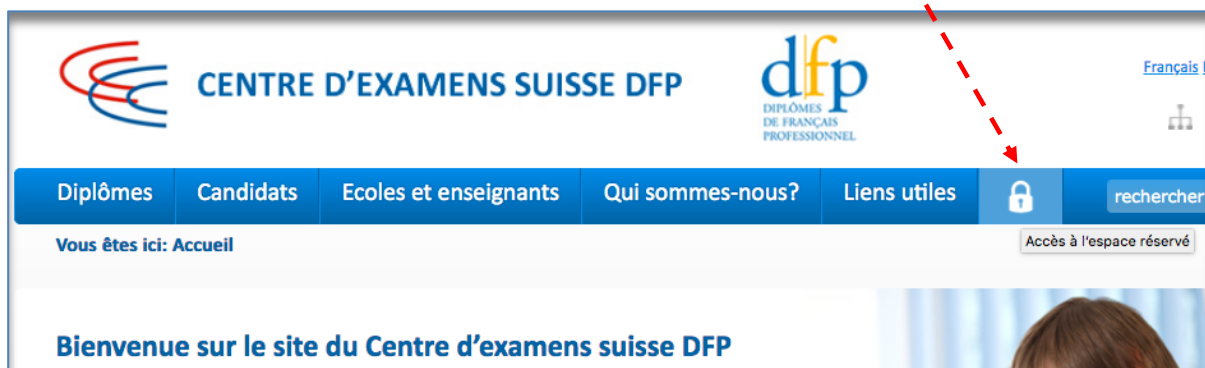 CENTRE D'EXAMENS SUISSE DFP
dfp
DIPLÔMES
DE FRANÇAIS
PROFESSIONNEL
Français
Diplômes Candidats Ecoles et enseignants Qui sommes-nous? Liens utiles rechercher
Vous êtes ici: Accueil
Accès à l'espace réservé
Bienvenue sur le site du Centre d'examens suisse DFP